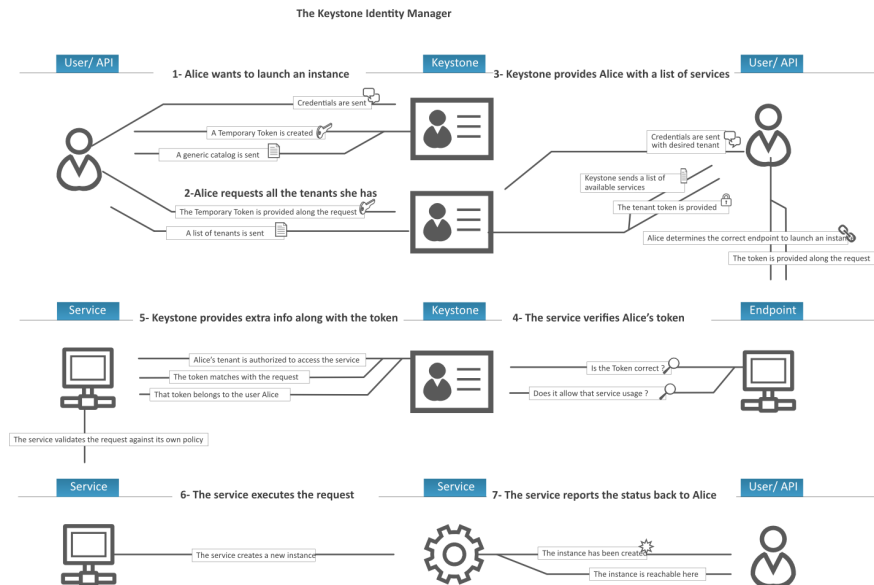 The Keystone Identity Manager
User/ API
Keystone
User/ API
1- Alice wants to launch an instance
3- Keystone provides Alice with a list of services
Credentials are sent
A Temporary Token is created
A generic catalog is sent
Credentials are sent
with desired tenant
Keystone sends a list of
available services
The tenant token is provided
2-Alice requests all the tenants she has
The Temporary Token is provided along the request
A list of tenants is sent
Alice determines the correct endpoint to launch an instance
The token is provided along the request
Service
Keystone
Endpoint
5- Keystone provides extra info along with the token
4- The service verifies Alice’s token
Alice’s tenant is authorized to access the service
The token matches with the request
That token belongs to the user Alice
Is the Token correct ?
Does it allow that service usage ?
The service validates the request against its own policy
Service
Service
User/ API
6- The service executes the request
7- The service reports the status back to Alice
The service creates a new instance
The instance has been created
The instance is reachable here